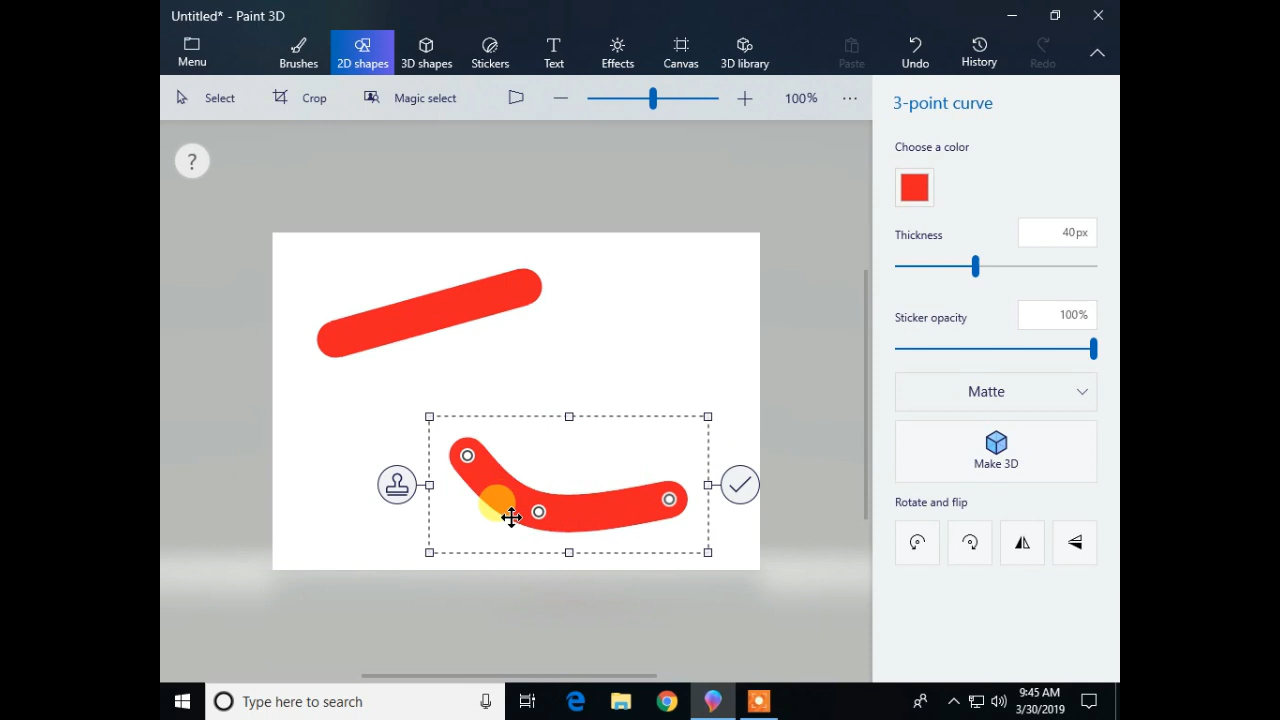 Untitled* - Paint 3D
Menu
Brushes
2D shapes
3D shapes
Stickers
Text
Effects
Canvas
3D library
Paste
Undo
History
Redo
Select
Crop
Magic select
100%
?
3-point curve
Choose a color
Thickness
40px
Sticker opacity
100%
Matte
Make 3D
Rotate and flip
Type here to search
9:45 AM
3/30/2019